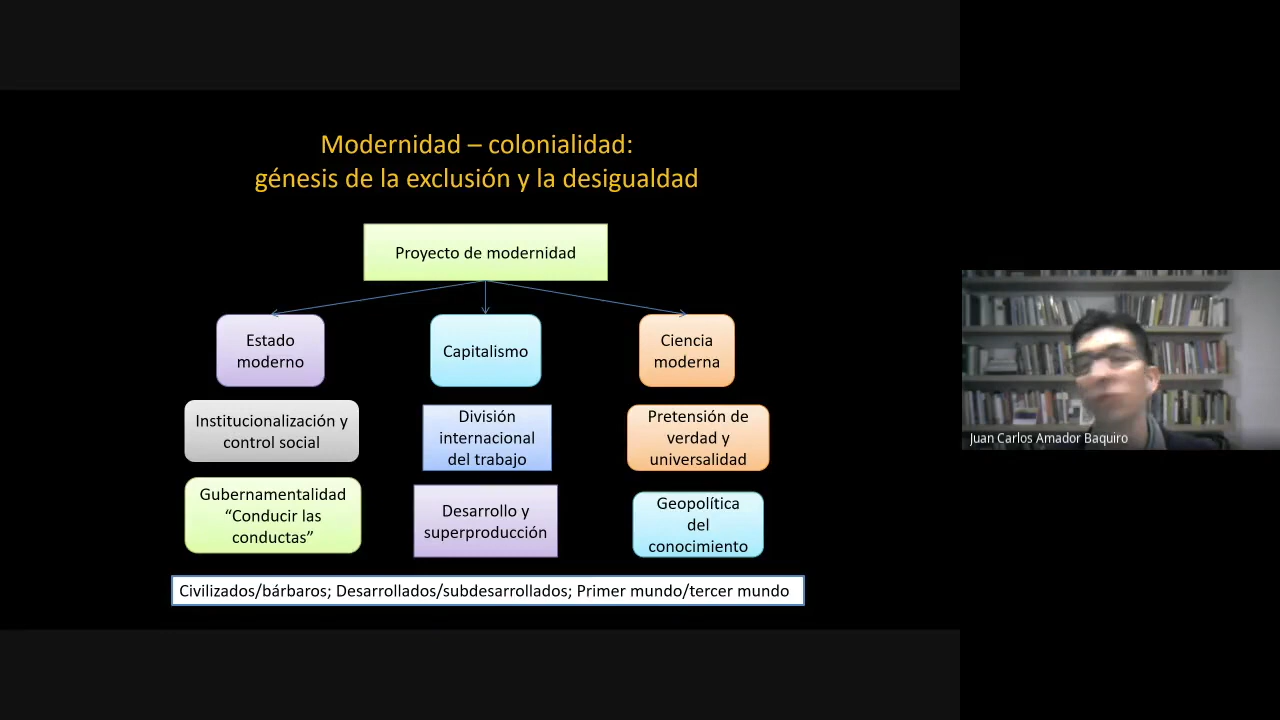 Modernidad – colonialidad:
génesis de la exclusión y la desigualdad
Proyecto de modernidad
Estado
moderno
Capitalismo
Ciencia
moderna
Institucionalización y
control social
División
internacional
del trabajo
Pretensión de
verdad y
universalidad
Gubernamentalidad
“Conducir las
conductas”
Desarrollo y
superproducción
Geopolítica
del
conocimiento
Civilizados/bárbaros; Desarrollados/subdesarrollados; Primer mundo/tercer mundo
Juan Carlos Amador Baquiro